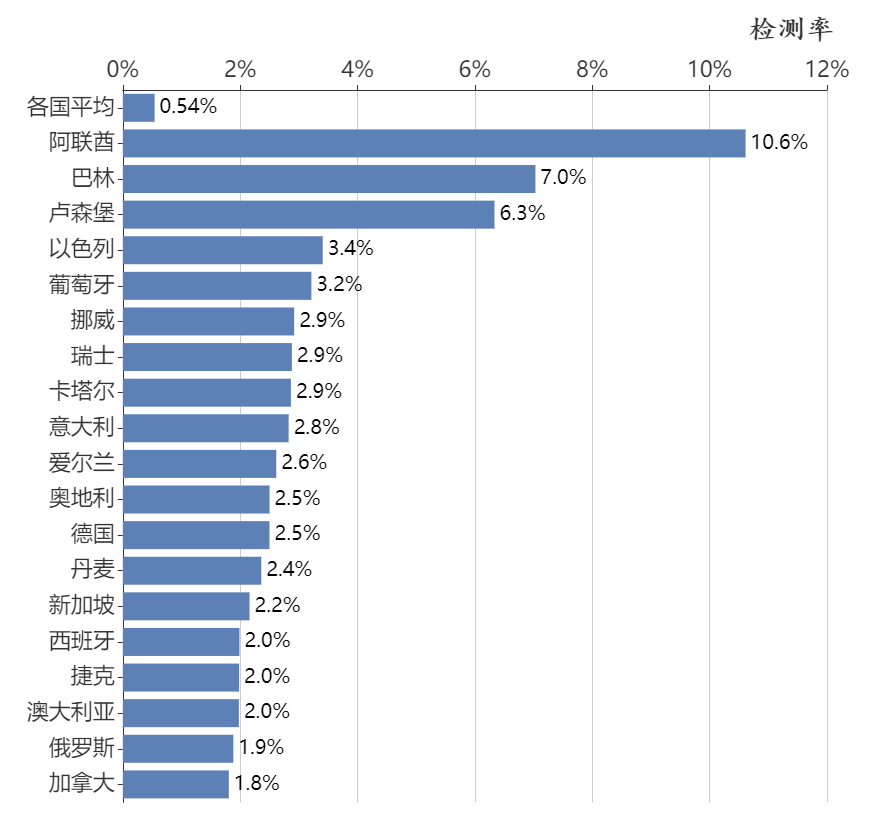 检测率
0% 2% 4% 6% 8% 10% 12%
各国平均 0.54%
阿联酋 10.6%
巴林 7.0%
卢森堡 6.3%
以色列 3.4%
葡萄牙 3.2%
挪威 2.9%
瑞士 2.9%
卡塔尔 2.9%
意大利 2.8%
爱尔兰 2.6%
奥地利 2.5%
德国 2.5%
丹麦 2.4%
新加坡 2.2%
西班牙 2.0%
捷克 2.0%
澳大利亚 2.0%
俄罗斯 1.9%
加拿大 1.8%